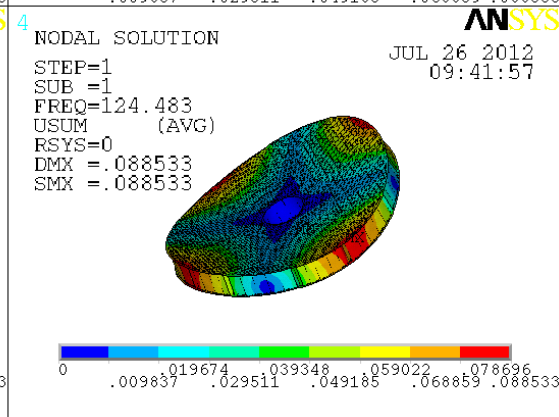 4
ANSYS
NODAL SOLUTION
JUL 26 2012
09:41:57
STEP=1
SUB =1
FREQ=124.483
USUM (AVG)
RSYS=0
DMX =.088533
SMX =.088533
0 .019674 .039348 .059022 .078696
.009837 .029511 .049185 .068859 .088533